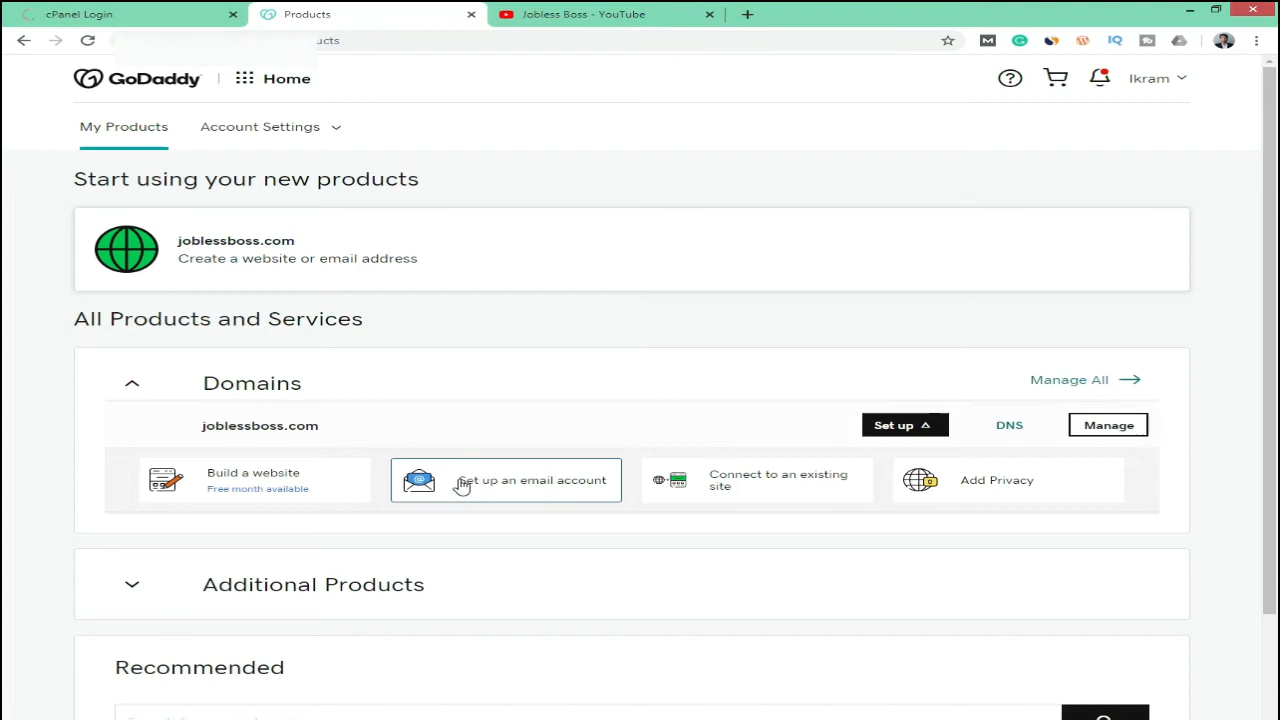 cPanel Login
Products
Jobless Boss - YouTube
ucts
GoDaddy
Home
Ikram
My Products
Account Settings
Start using your new products
joblessboss.com
Create a website or email address
All Products and Services
Domains
Manage All
joblessboss.com
Set up
DNS
Manage
Build a website
Free month available
Set up an email account
Connect to an existing
site
Add Privacy
Additional Products
Recommended